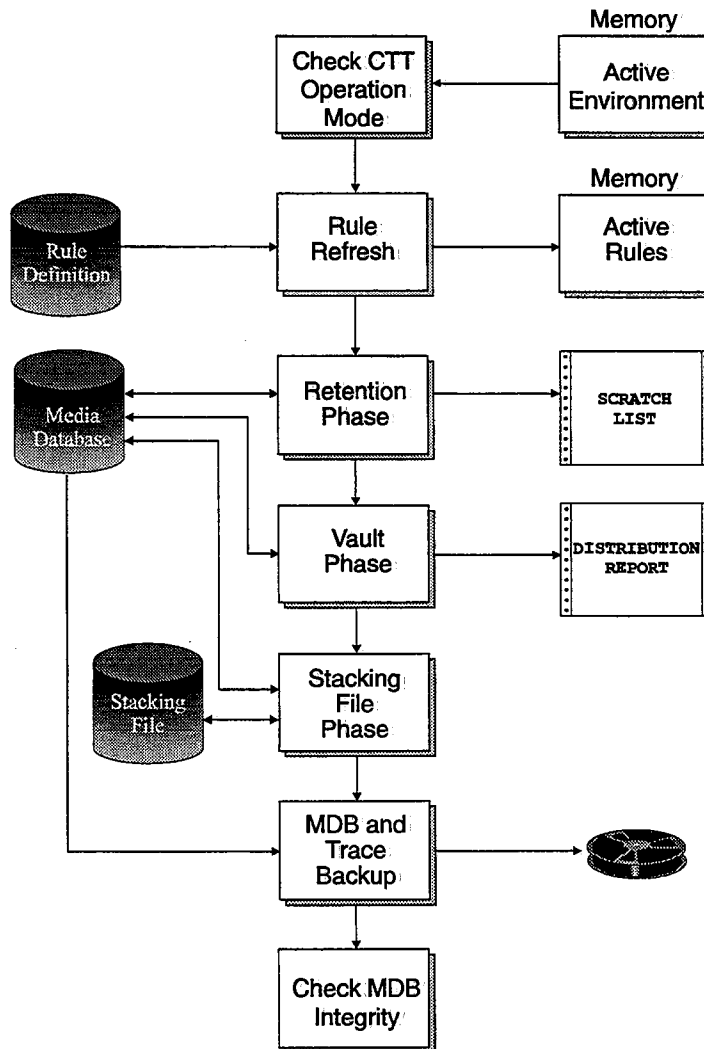 Memory
Check CTT
Operation
Mode
Active
Environment
Memory
Rule
Definition
Rule
Refresh
Active
Rules
Media
Database
Retention
Phase
SCRATCH
LIST
Vault
Phase
DISTRIBUTION
REPORT
Stacking
File
Stacking
File
Phase
MDB and
Trace
Backup
Check MDB
Integrity